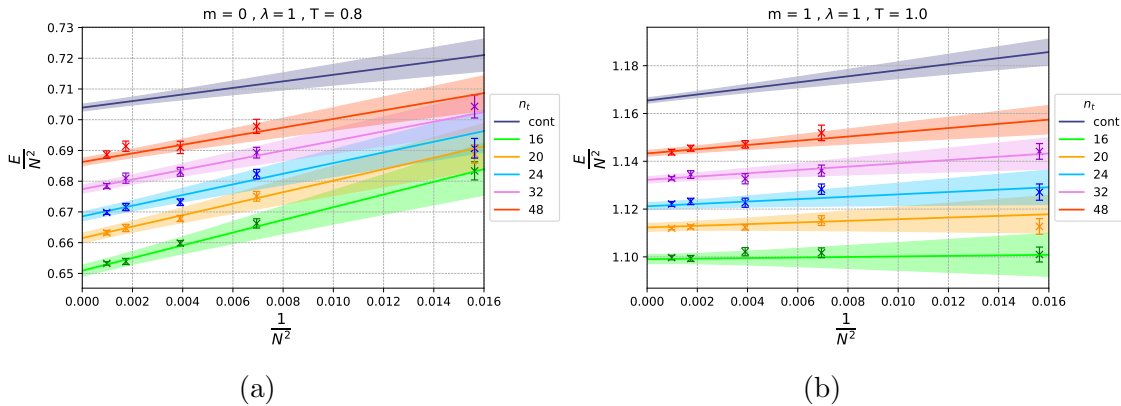 m = 0 , λ = 1 , T = 0.8
0.73
0.72
0.71
0.70
0.69
0.68
0.67
0.66
0.65
E
N²
0.000 0.002 0.004 0.006 0.008 0.010 0.012 0.014 0.016
1
N²
n_t
cont
16
20
24
32
48
(a)
m = 1 , λ = 1 , T = 1.0
1.18
1.16
1.14
1.12
1.10
E
N²
0.000 0.002 0.004 0.006 0.008 0.010 0.012 0.014 0.016
1
N²
n_t
cont
16
20
24
32
48
(b)